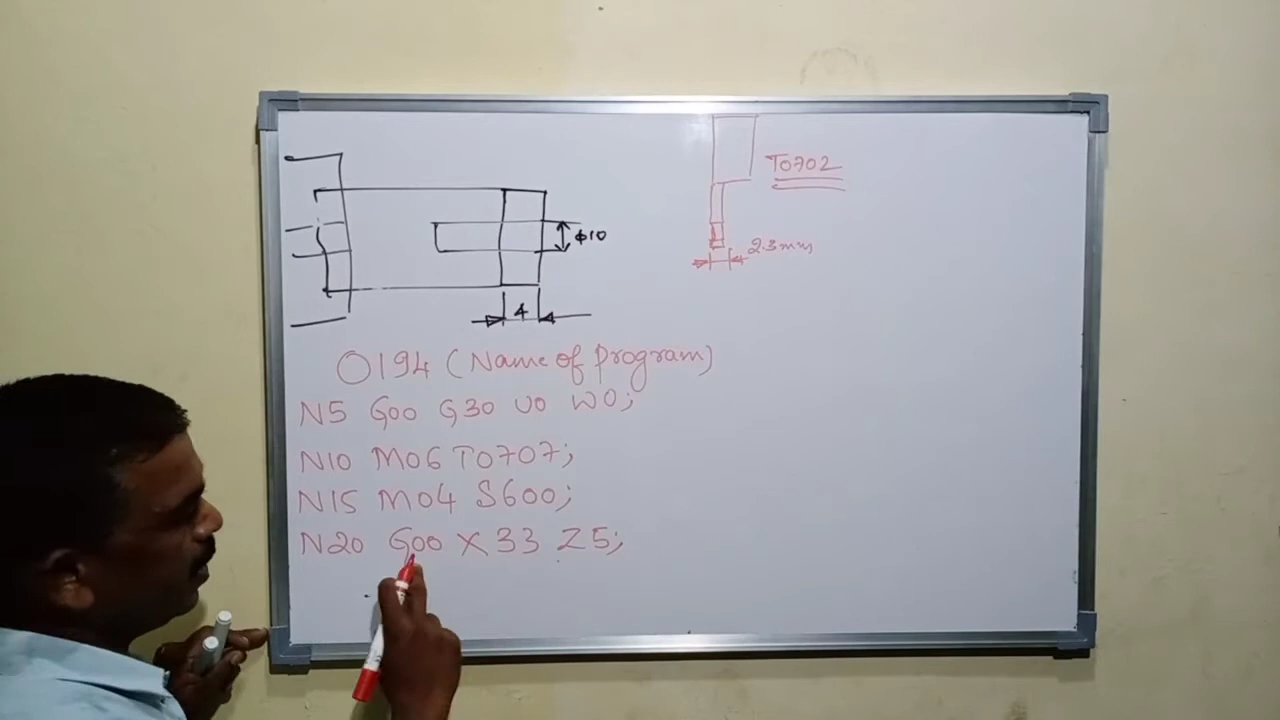 T0702
ϕ10
2.3mm
4
O194 (Name of program)
N5 G00 G30 U0 W0;
N10 M06 T0707;
N15 M04 S600;
N20 G00 X33 Z5;